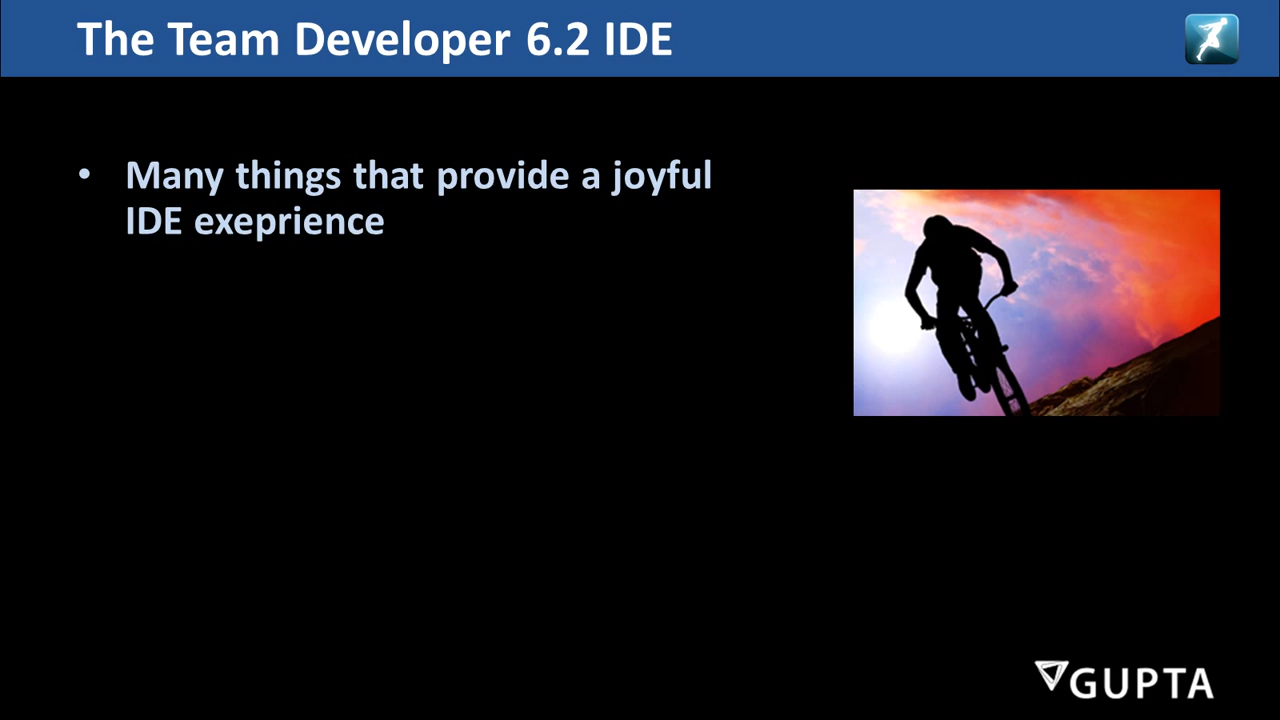 The Team Developer 6.2 IDE
• Many things that provide a joyful
IDE exeprience
GUPTA